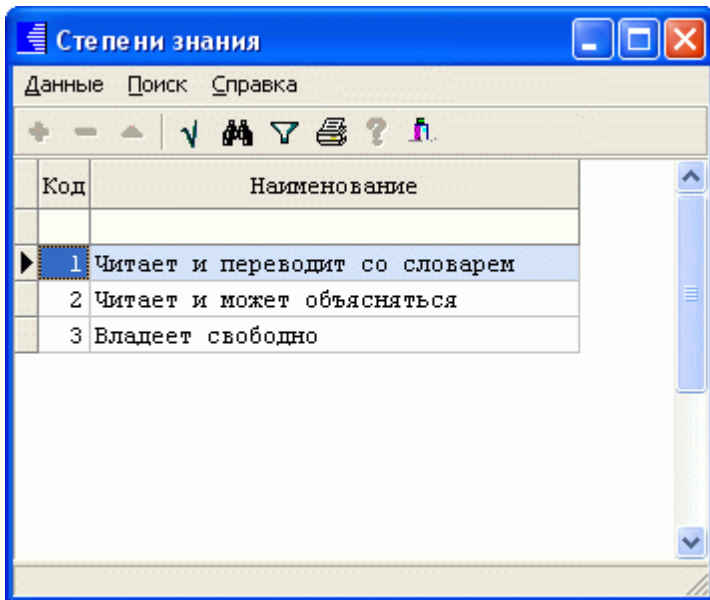 Степени знания
Данные Поиск Справка
Код Наименование
1 Читает и переводит со словарем
2 Читает и может объясняться
3 Владеет свободно